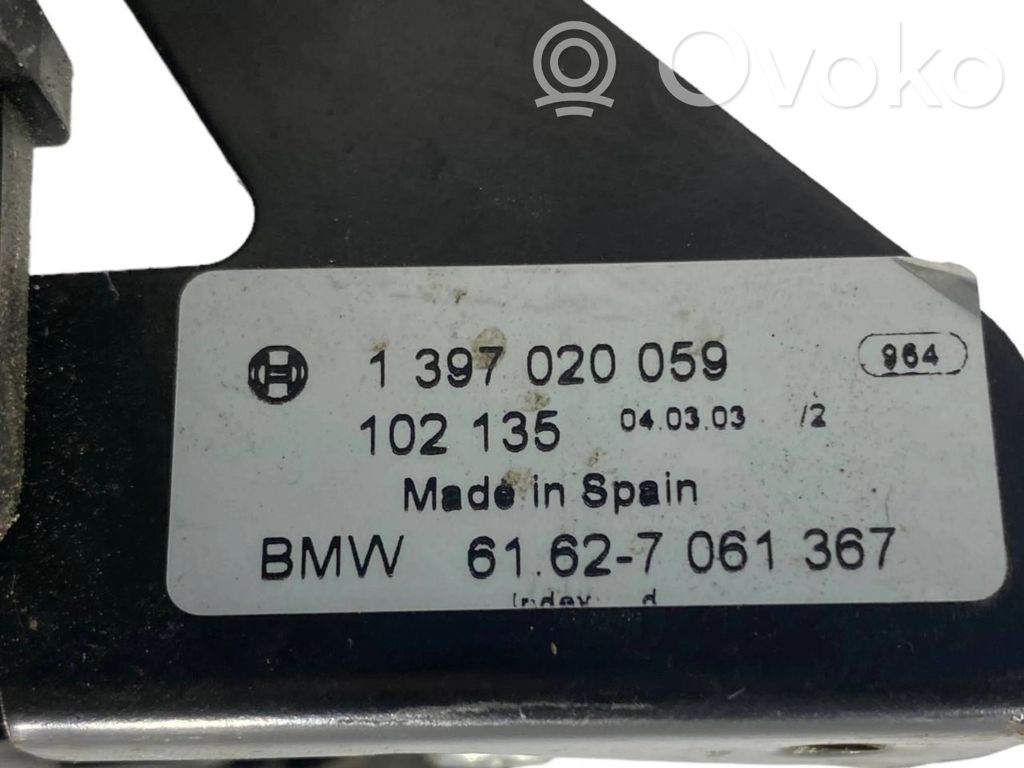 Ovoko
1 397 020 059 964
102 135 04.03.03 /2
Made in Spain
BMW 61.62-7 061 367
Index d